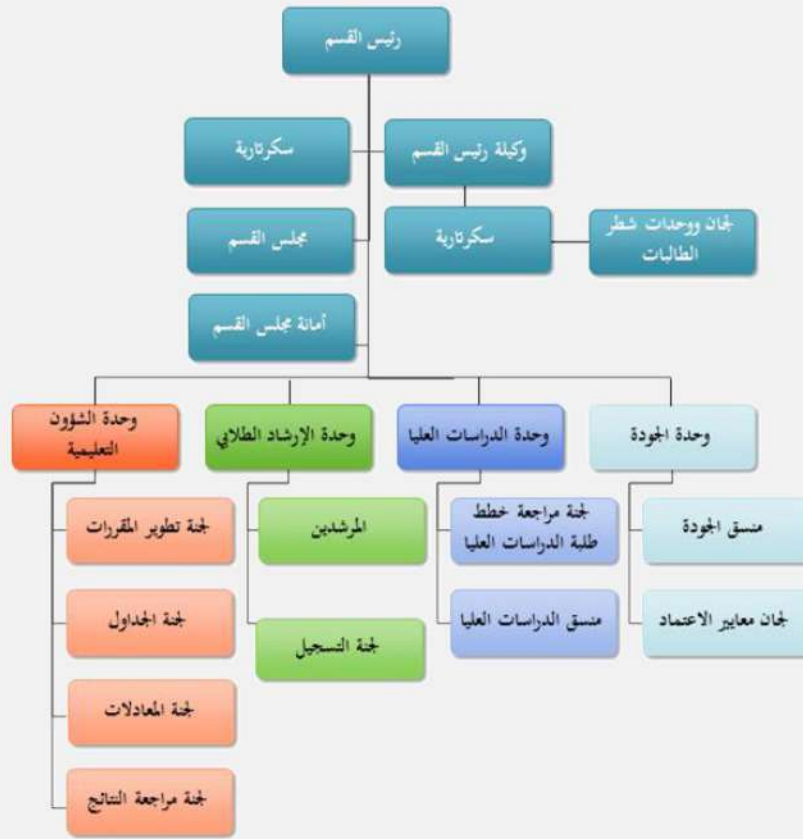 رئيس القسم
وكيلة رئيس القسم
سكرتارية
لجان ووحدات شطر
الطالبات
سكرتارية
مجلس القسم
أمانة مجلس القسم
وحدة الجودة
وحدة الدراسات العليا
وحدة الإرشاد الطلابي
وحدة الشؤون
التعليمية
منسق الجودة
لجنة مراجعة خطط
طلبة الدراسات العليا
المرشدين
لجنة تطوير المقررات
لجان معايير الاعتماد
منسق الدراسات العليا
لجنة التسجيل
لجنة الجداول
لجنة المعادلات
لجنة مراجعة النتائج